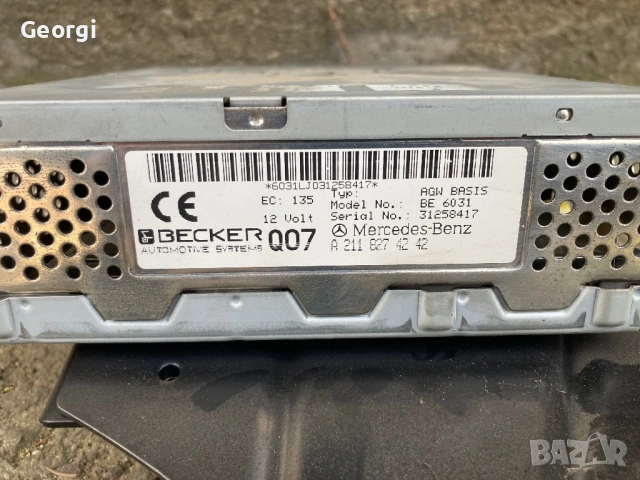 Georgi
*6031LJ031258417*
EC: 135
Typ: AGW BASIS
Model No.: BE 6031
12 Volt
Serial No.: 31258417
CE
BECKER
AUTOMOTIVE SYSTEMS
Q07
Mercedes-Benz
A 211 827 42 42
BAZAR
bg